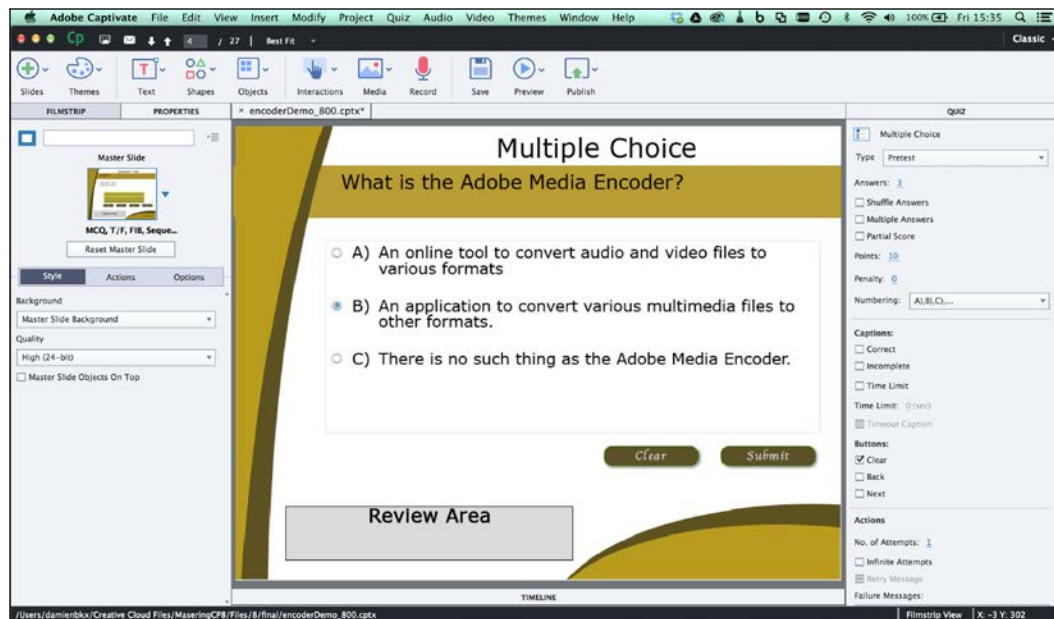 Adobe Captivate File Edit View Insert Modify Project Quiz Audio Video Themes Window Help 100% Fri 15:35
Cp 4 / 27 Best Fit Classic
Slides Themes Text Shapes Objects Interactions Media Record Save Preview Publish
FILMSTRIP PROPERTIES × encoderDemo_800.cptx* QUIZ
Master Slide
MCQ, T/F, FIB, Seque...
Reset Master Slide
Style Actions Options
Background
Master Slide Background
Quality
High (24-bit)
Master Slide Objects On Top
Multiple Choice
What is the Adobe Media Encoder?
A) An online tool to convert audio and video files to
various formats
B) An application to convert various multimedia files to
other formats.
C) There is no such thing as the Adobe Media Encoder.
Clear Submit
Review Area
TIMELINE
Multiple Choice
Type Pretest
Answers: 3
Shuffle Answers
Multiple Answers
Partial Score
Points: 10
Penalty: 0
Numbering: A),B),C),...
Captions:
Correct
Incomplete
Time Limit
Time Limit: 0 (sec)
Timeout Caption
Buttons:
Clear
Back
Next
Actions
No. of Attempts: 1
Infinite Attempts
Retry Message
Failure Messages:
/Users/damienbkx/Creative Cloud Files/MaseringCP8/Files/8/final/encoderDemo_800.cptx Filmstrip View X: -3 Y: 302